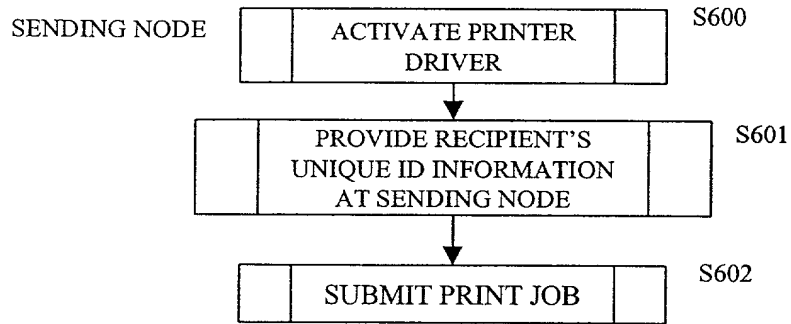 SENDING NODE
ACTIVATE PRINTER
DRIVER
S600
PROVIDE RECIPIENT'S
UNIQUE ID INFORMATION
AT SENDING NODE
S601
SUBMIT PRINT JOB
S602